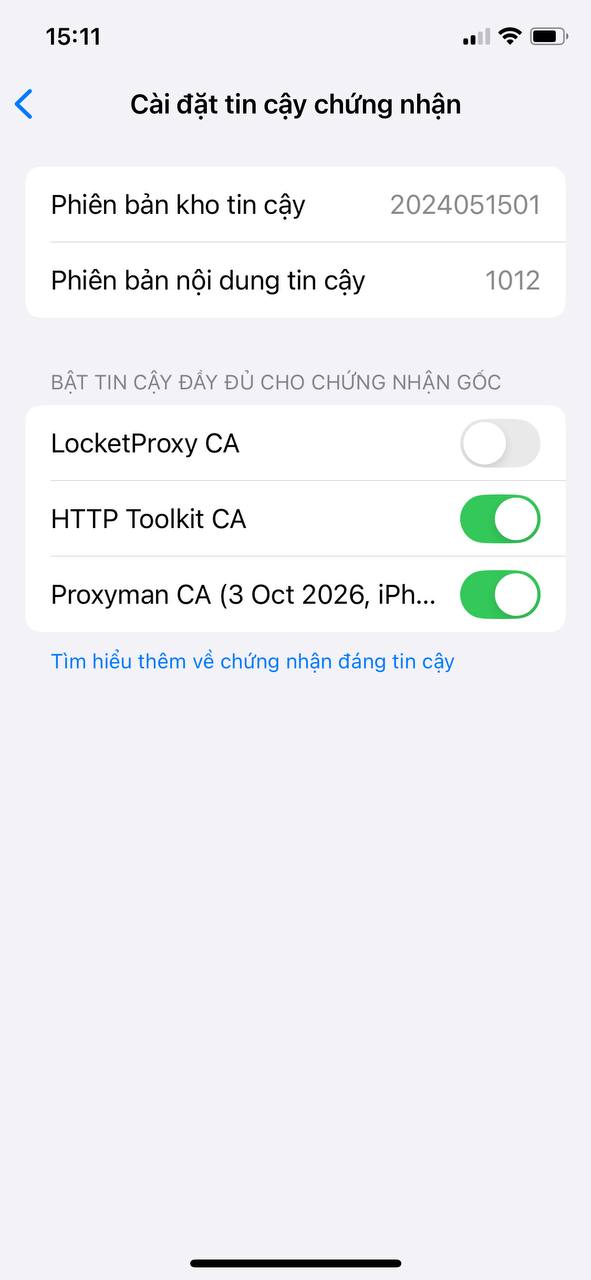 15:11
Cài đặt tin cậy chứng nhận
Phiên bản kho tin cậy 2024051501
Phiên bản nội dung tin cậy 1012
BẬT TIN CẬY ĐẦY ĐỦ CHO CHỨNG NHẬN GỐC
LocketProxy CA
HTTP Toolkit CA
Proxyman CA (3 Oct 2026, iPh...
Tìm hiểu thêm về chứng nhận đáng tin cậy